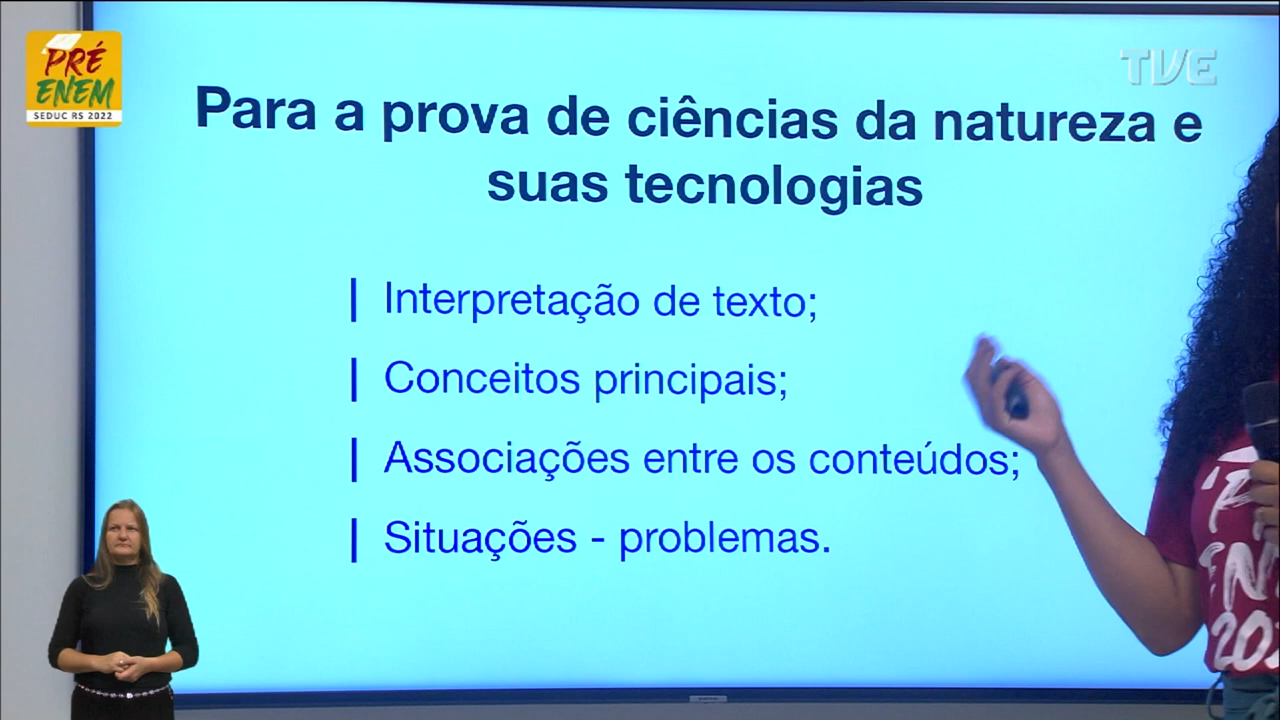 PRÉ
ENEM
SEDUC RS 2022
TVE
Para a prova de ciências da natureza e
suas tecnologias
Interpretação de texto;
Conceitos principais;
Associações entre os conteúdos;
Situações - problemas.